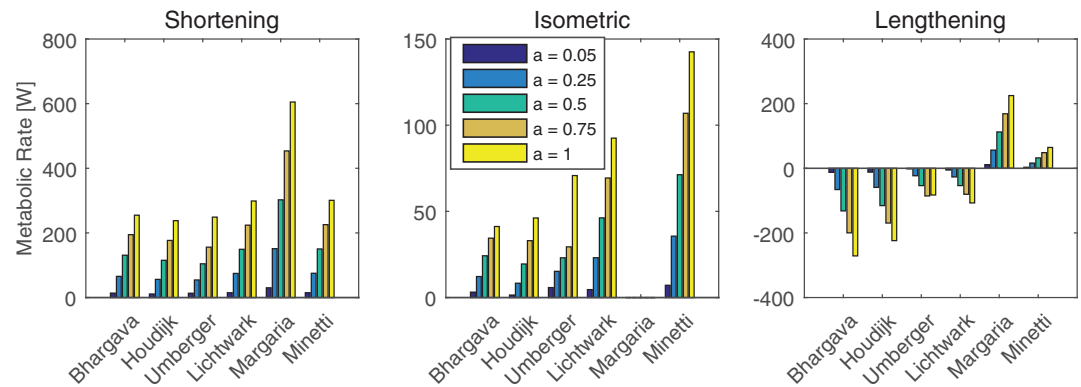 Shortening
Isometric
Lengthening
Metabolic Rate [W]
800
600
400
200
0
150
100
50
0
400
200
0
-200
-400
a = 0.05
a = 0.25
a = 0.5
a = 0.75
a = 1
Bhargava
Houdijk
Umberger
Lichtwark
Margaria
Minetti
Bhargava
Houdijk
Umberger
Lichtwark
Margaria
Minetti
Bhargava
Houdijk
Umberger
Lichtwark
Margaria
Minetti